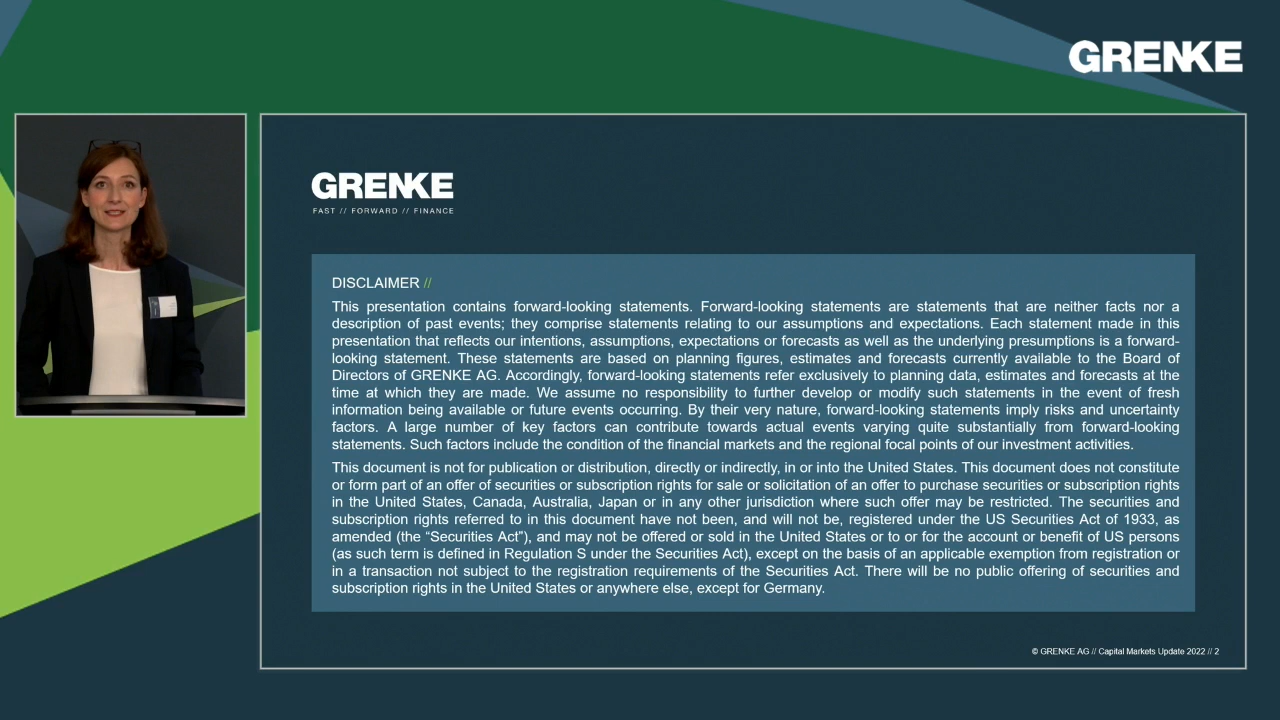 GRENKE
GRENKE
FAST // FORWARD // FINANCE
DISCLAIMER //
This presentation contains forward-looking statements. Forward-looking statements are statements that are neither facts nor a
description of past events; they comprise statements relating to our assumptions and expectations. Each statement made in this
presentation that reflects our intentions, assumptions, expectations or forecasts as well as the underlying presumptions is a forward-
looking statement. These statements are based on planning figures, estimates and forecasts currently available to the Board of
Directors of GRENKE AG. Accordingly, forward-looking statements refer exclusively to planning data, estimates and forecasts at the
time at which they are made. We assume no responsibility to further develop or modify such statements in the event of fresh
information being available or future events occurring. By their very nature, forward-looking statements imply risks and uncertainty
factors. A large number of key factors can contribute towards actual events varying quite substantially from forward-looking
statements. Such factors include the condition of the financial markets and the regional focal points of our investment activities.
This document is not for publication or distribution, directly or indirectly, in or into the United States. This document does not constitute
or form part of an offer of securities or subscription rights for sale or solicitation of an offer to purchase securities or subscription rights
in the United States, Canada, Australia, Japan or in any other jurisdiction where such offer may be restricted. The securities and
subscription rights referred to in this document have not been, and will not be, registered under the US Securities Act of 1933, as
amended (the “Securities Act”), and may not be offered or sold in the United States or to or for the account or benefit of US persons
(as such term is defined in Regulation S under the Securities Act), except on the basis of an applicable exemption from registration or
in a transaction not subject to the registration requirements of the Securities Act. There will be no public offering of securities and
subscription rights in the United States or anywhere else, except for Germany.
© GRENKE AG // Capital Markets Update 2022 // 2